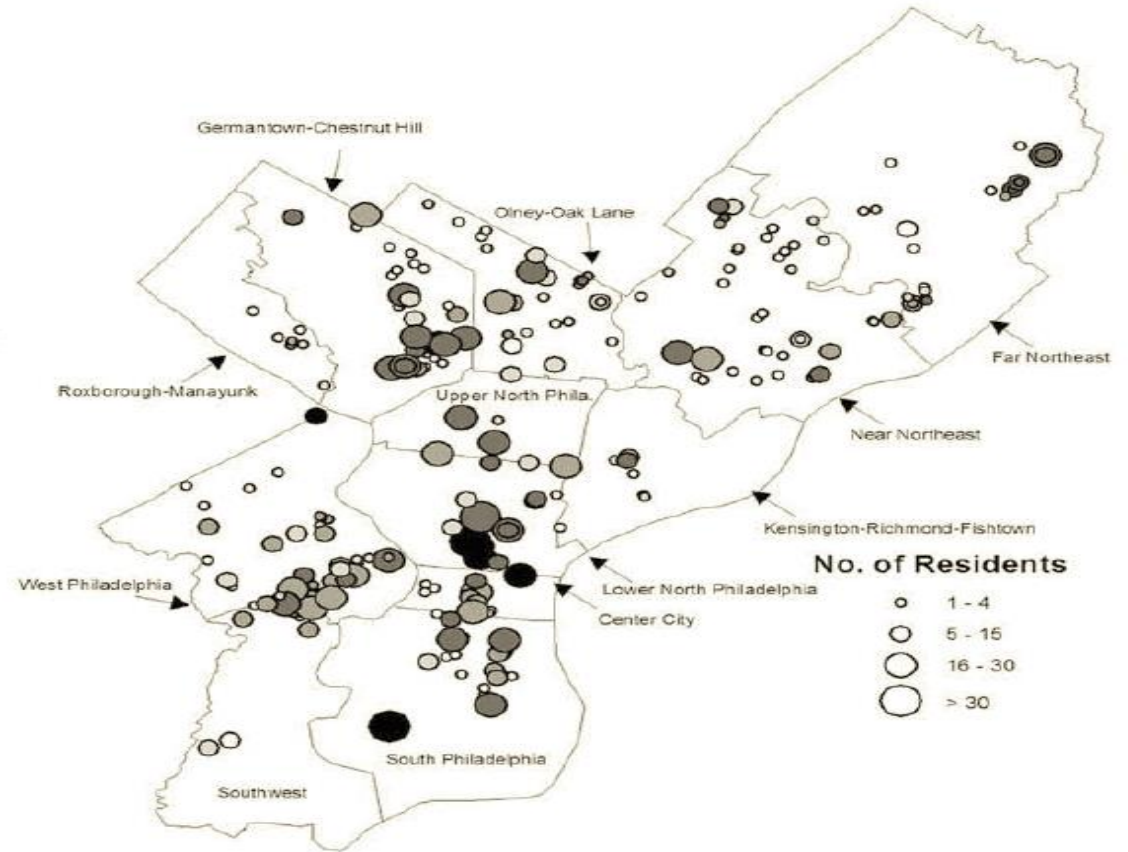 Germantown-Chestnut Hill
Olney-Oak Lane
Far Northeast
Roxborough-Manayunk
Upper North Phila.
Near Northeast
Kensington-Richmond-Fishtown
No. of Residents
West Philadelphia
Lower North Philadelphia
1 - 4
Center City
5 - 15
16 - 30
> 30
South Philadelphia
Southwest